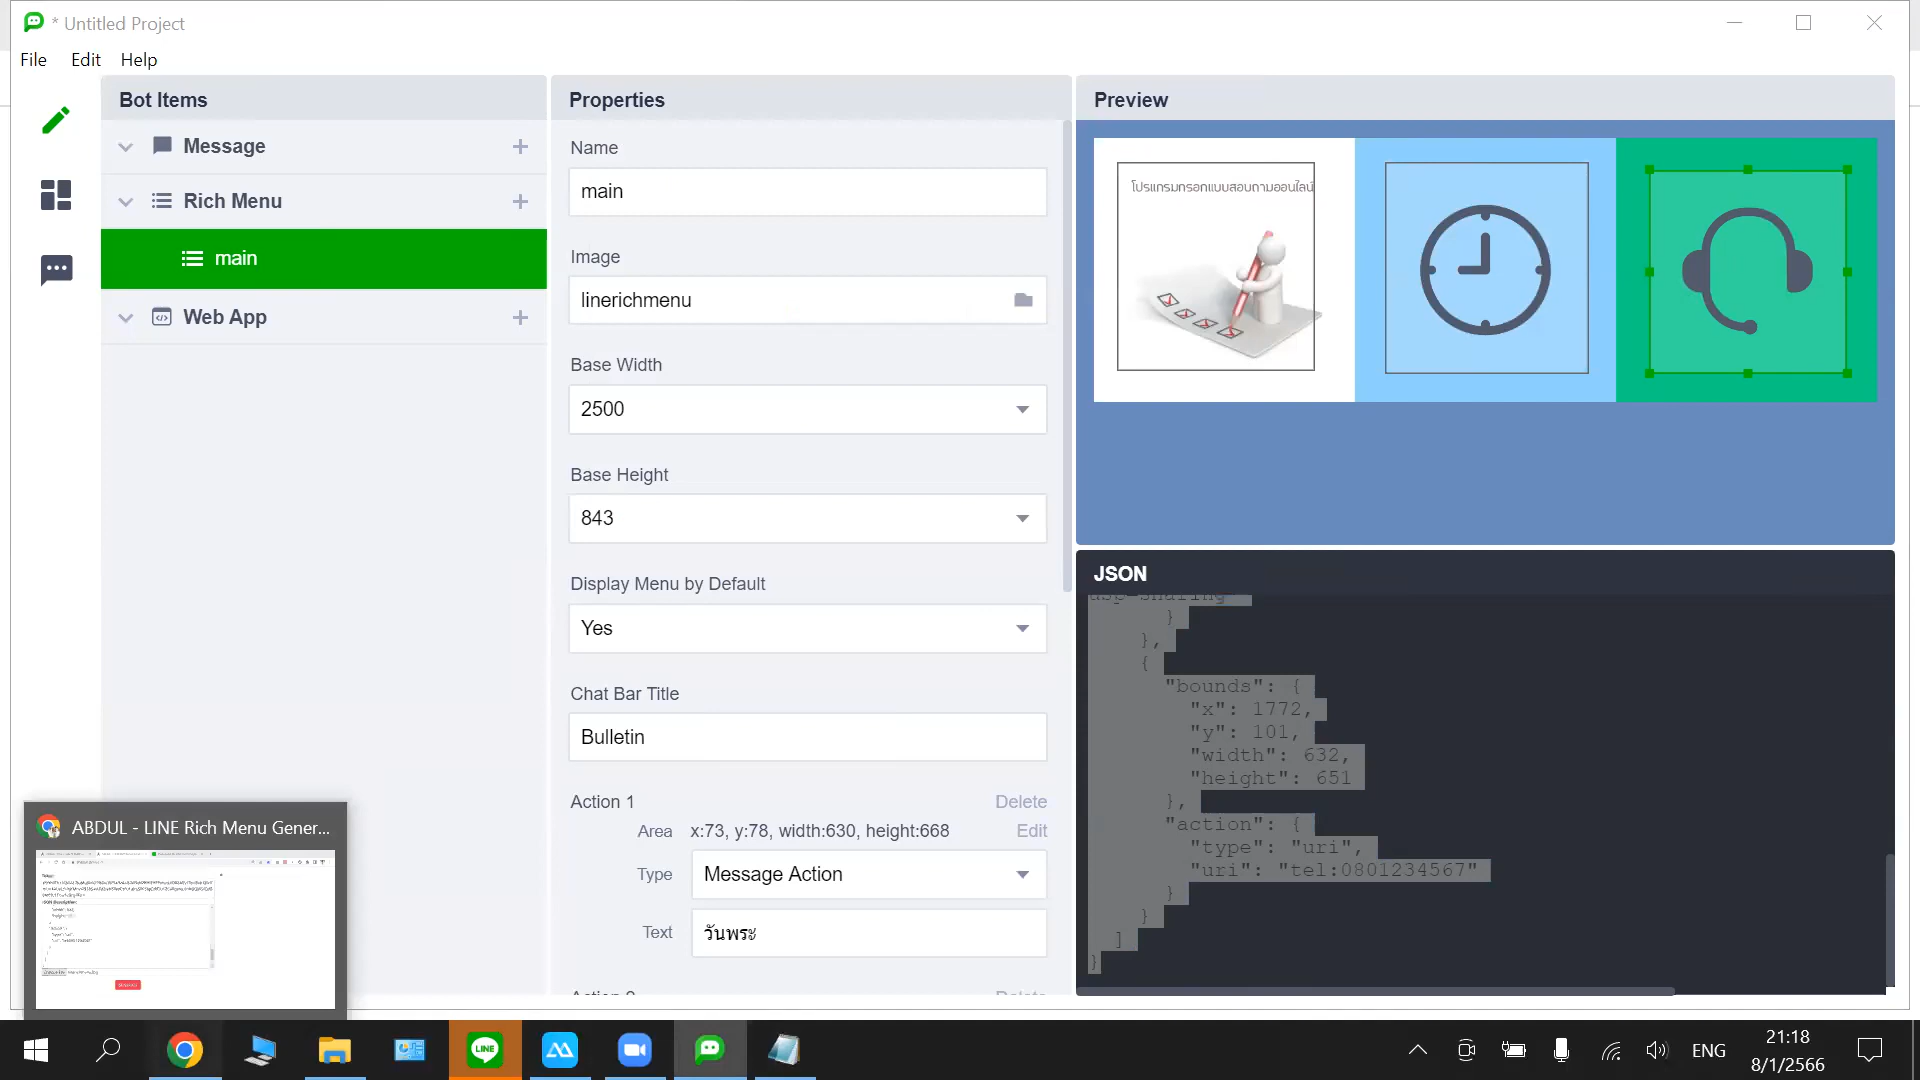 * Untitled Project
File Edit Help
Bot Items
Message
Rich Menu
main
Web App
Properties
Name
main
Image
linerichmenu
Base Width
2500
Base Height
843
Display Menu by Default
Yes
Chat Bar Title
Bulletin
Action 1 Delete
Area x:73, y:78, width:630, height:668 Edit
Type Message Action
Text วันพระ
Preview
โปรแกรมกรอกแบบสอบถามออนไลน์
JSON
}
},
{
"bounds": {
"x": 1772,
"y": 101,
"width": 632,
"height": 651
},
"action": {
"type": "uri",
"uri": "tel:0801234567"
}
}
]
}
ABDUL - LINE Rich Menu Gener...
LINE
ENG
21:18
8/1/2566